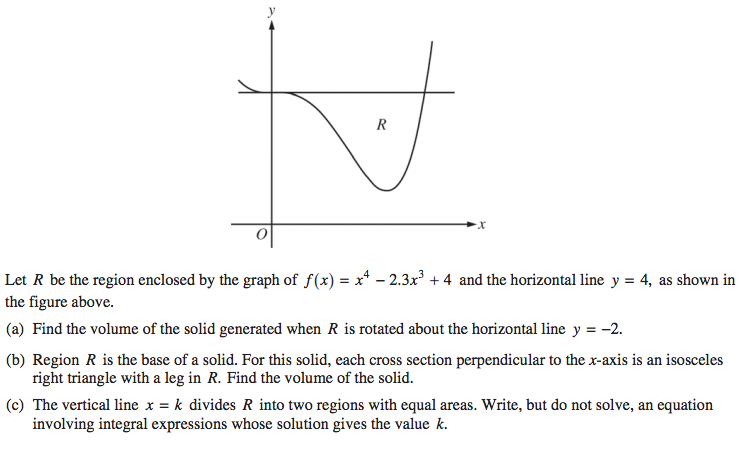 y
R
x
O
Let R be the region enclosed by the graph of f(x) = x⁴ − 2.3x³ + 4 and the horizontal line y = 4, as shown in
the figure above.
(a) Find the volume of the solid generated when R is rotated about the horizontal line y = −2.
(b) Region R is the base of a solid. For this solid, each cross section perpendicular to the x-axis is an isosceles
right triangle with a leg in R. Find the volume of the solid.
(c) The vertical line x = k divides R into two regions with equal areas. Write, but do not solve, an equation
involving integral expressions whose solution gives the value k.